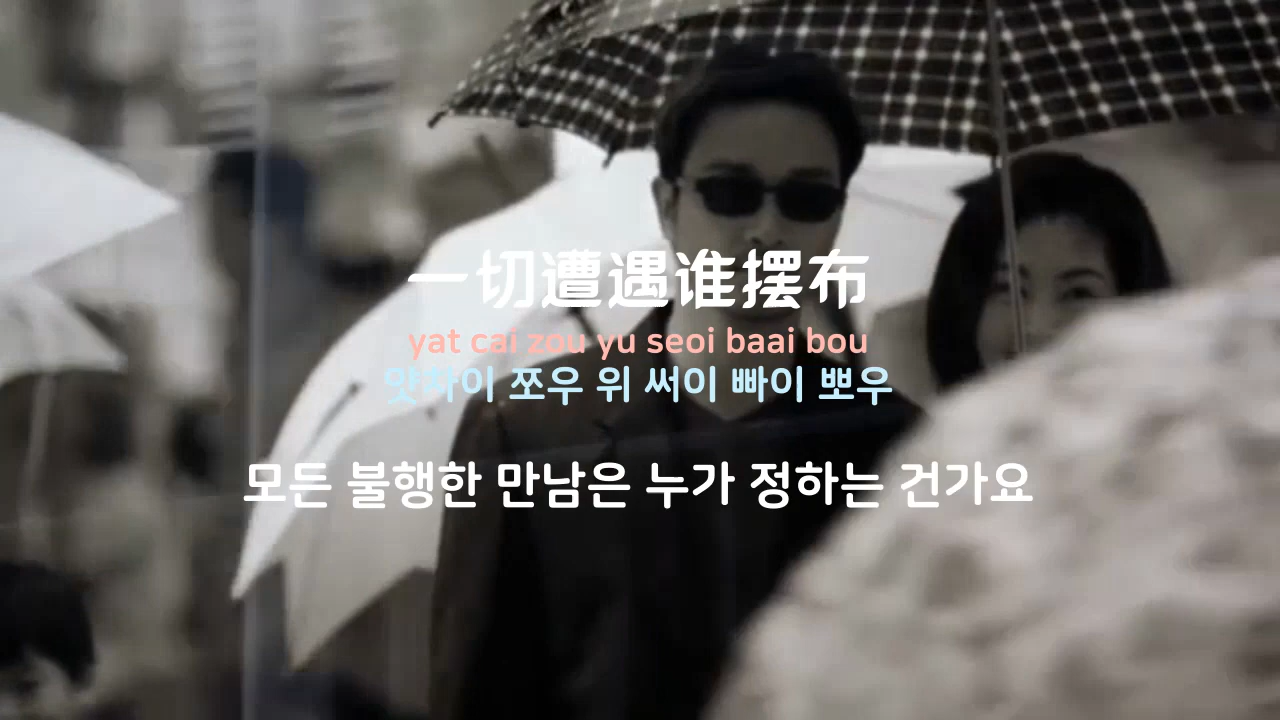 一切遭遇谁摆布
yat cai zou yu seoi baai bou
얏차이 쪼우 위 써이 빠이 뽀우
모든 불행한 만남은 누가 정하는 건가요